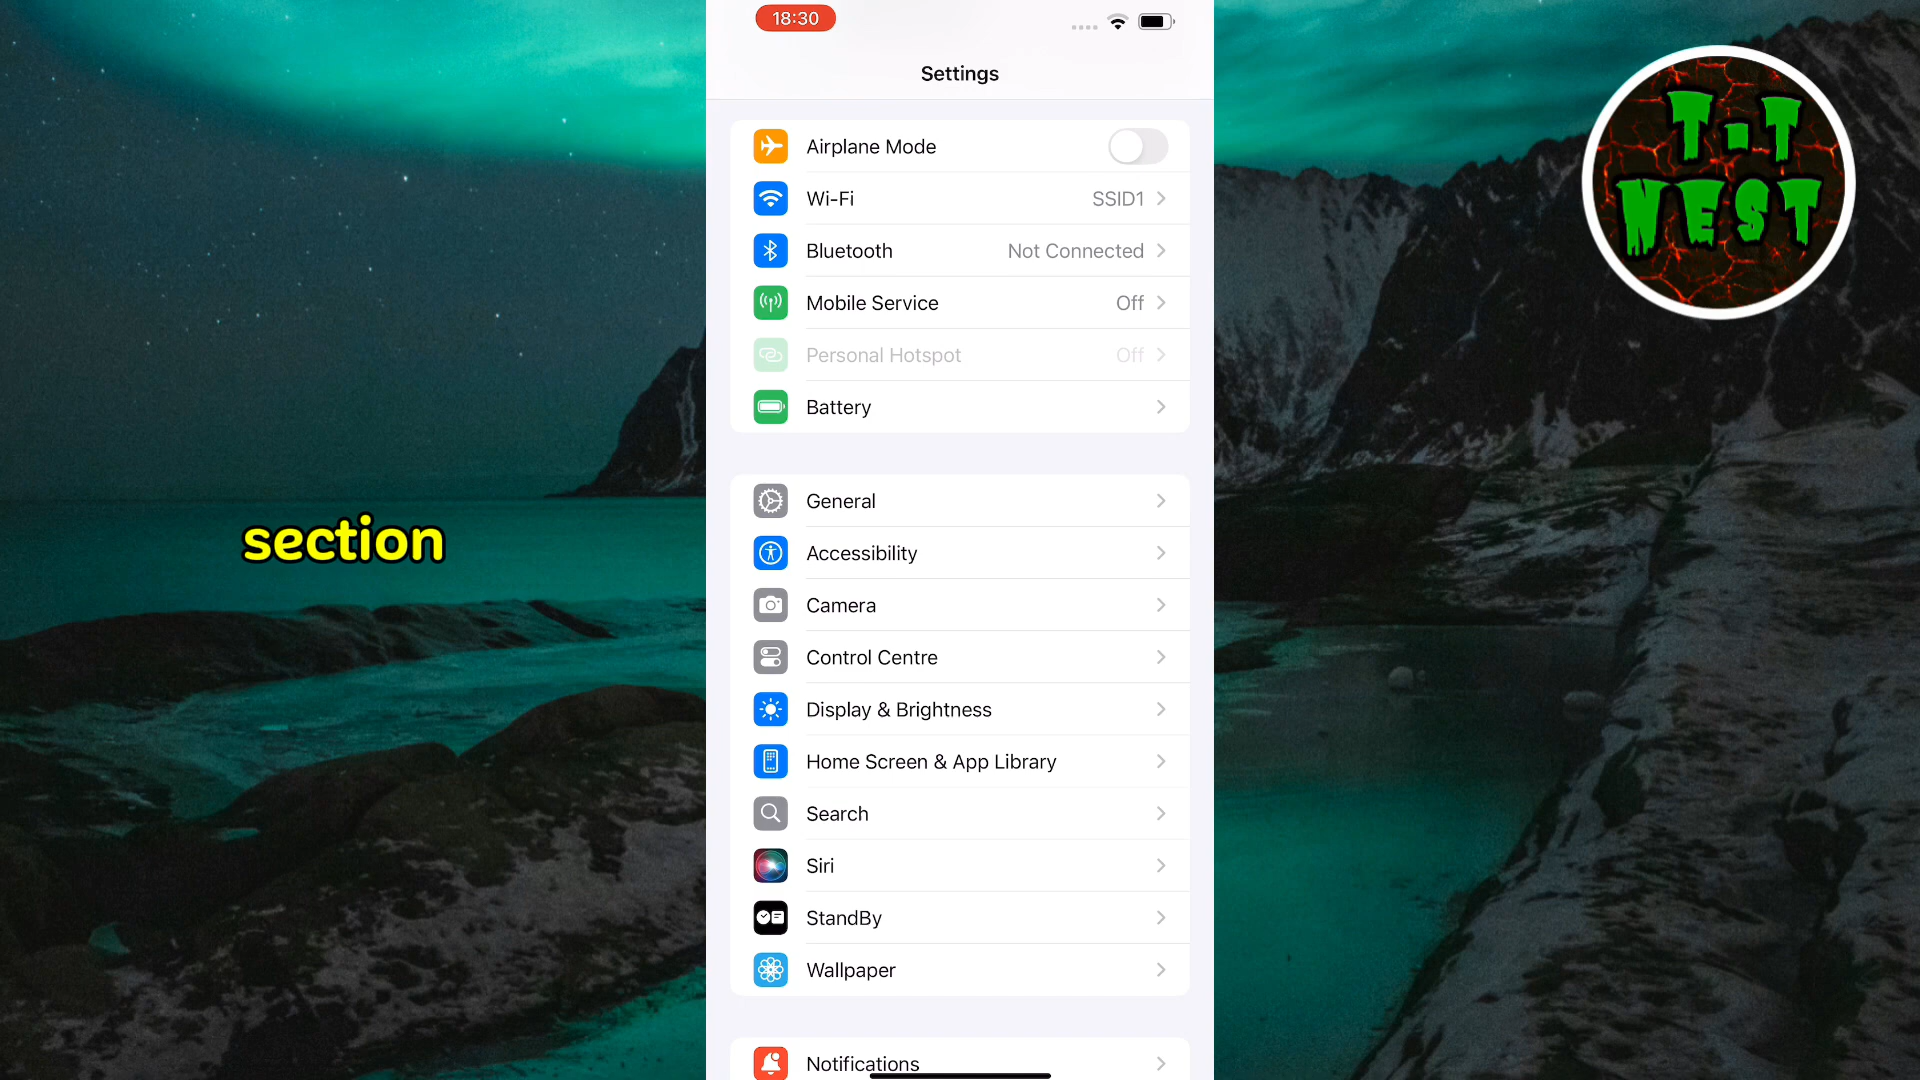 18:30
Settings
Airplane Mode
Wi-Fi SSID1
Bluetooth Not Connected
Mobile Service Off
Personal Hotspot Off
Battery
General
Accessibility
Camera
Control Centre
Display & Brightness
Home Screen & App Library
Search
Siri
StandBy
Wallpaper
Notifications
section
T-T
NEST